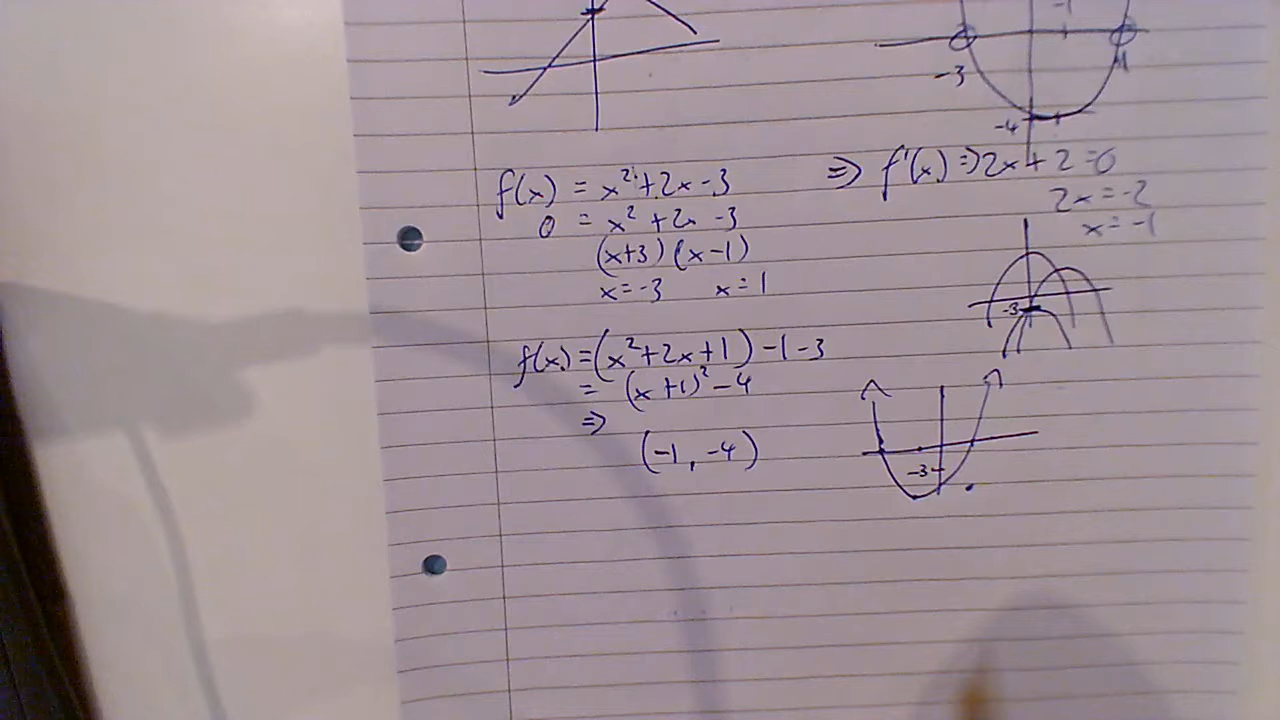 -1
-3
1
-4
f(x) = x²+2x-3
0 = x² +2x -3
(x+3)(x-1)
x=-3 x=1
⇒ f'(x) ⇒ 2x+2=0
2x=-2
x=-1
-3
f(x)=(x²+2x+1)-1-3
= (x+1)²-4
⇒
(-1, -4)
-3